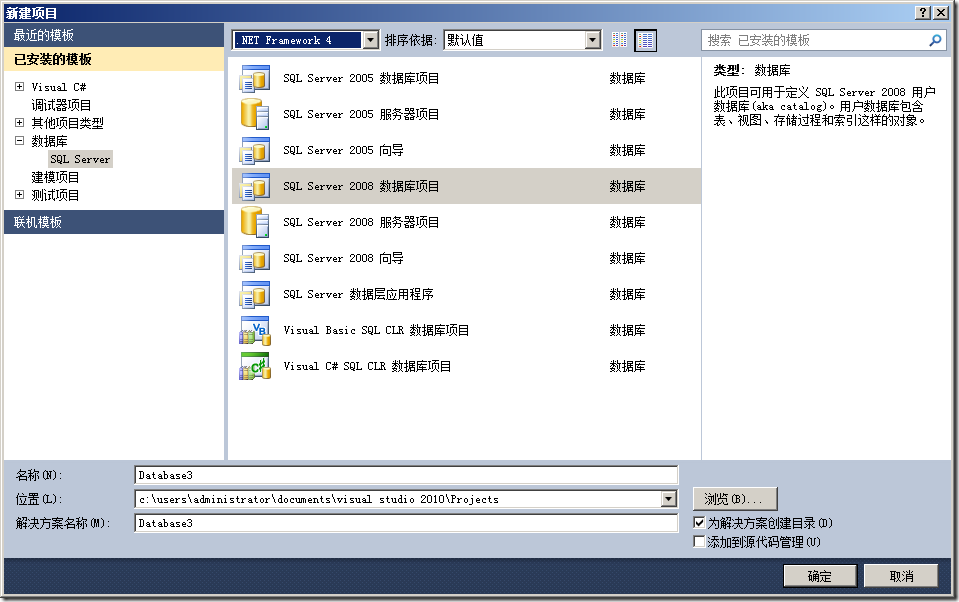 新建项目
最近的模板
已安装的模板
Visual C#
调试器项目
其他项目类型
数据库
SQL Server
建模项目
测试项目
联机模板
.NET Framework 4 排序依据: 默认值
SQL Server 2005 数据库项目 数据库
SQL Server 2005 服务器项目 数据库
SQL Server 2005 向导 数据库
SQL Server 2008 数据库项目 数据库
SQL Server 2008 服务器项目 数据库
SQL Server 2008 向导 数据库
SQL Server 数据层应用程序 数据库
Visual Basic SQL CLR 数据库项目 数据库
Visual C# SQL CLR 数据库项目 数据库
搜索 已安装的模板
类型: 数据库
此项目可用于定义 SQL Server 2008 用户
数据库(aka catalog)。用户数据库包含
表、视图、存储过程和索引这样的对象。
名称(N): Database3
位置(L): c:\users\administrator\documents\visual studio 2010\Projects 浏览(B)...
解决方案名称(M): Database3 为解决方案创建目录(D)
添加到源代码管理(U)
确定 取消